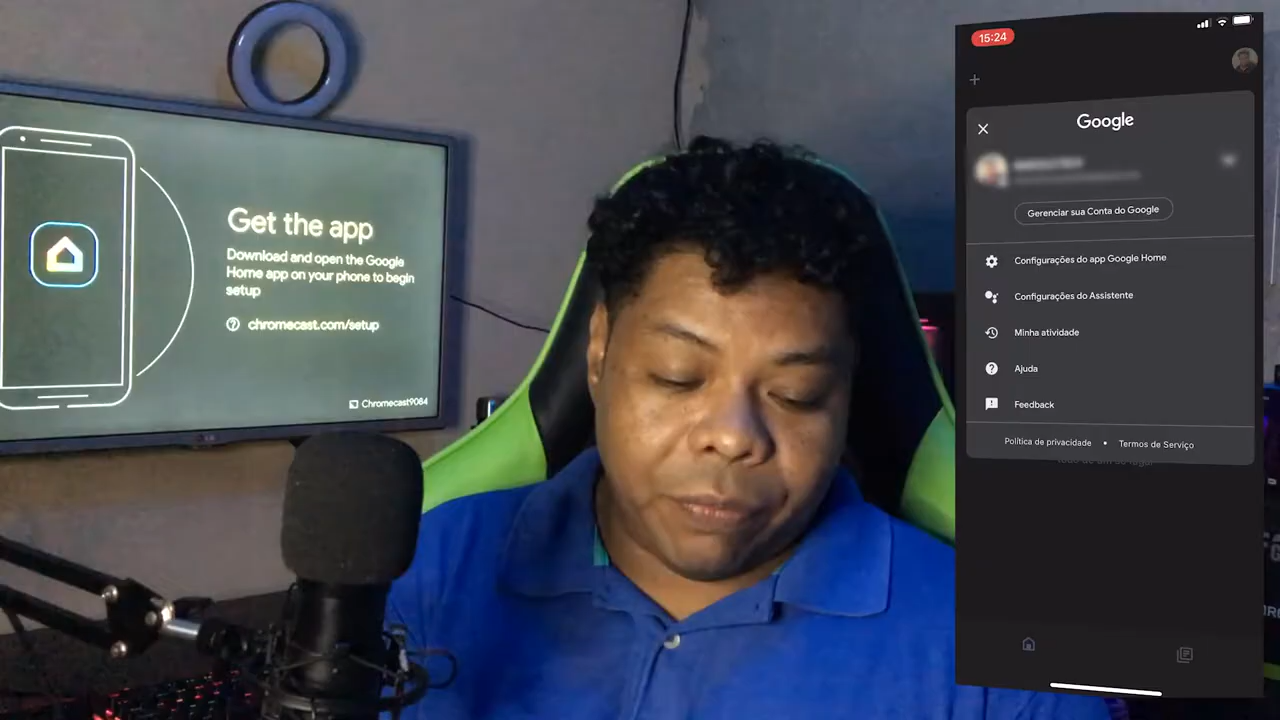 Get the app
Download and open the Google
Home app on your phone to begin
setup
chromecast.com/setup
Chromecast9084
15:24
Google
Gerenciar sua Conta do Google
Configurações do app Google Home
Configurações do Assistente
Minha atividade
Ajuda
Feedback
Política de privacidade • Termos de Serviço